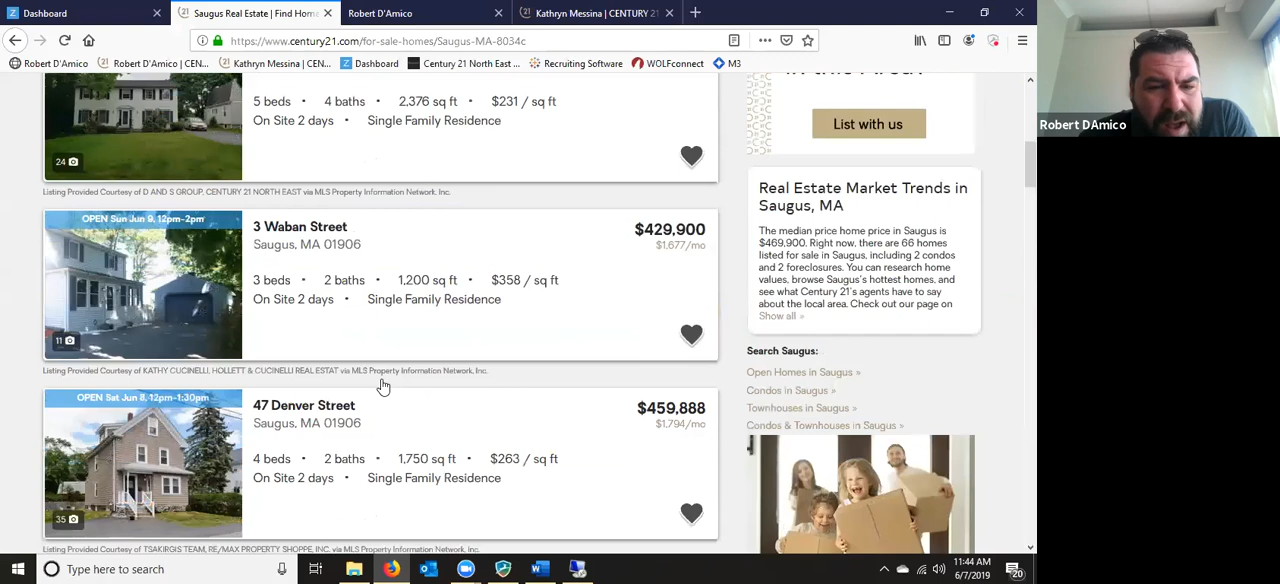 Dashboard
Saugus Real Estate | Find Hom
Robert D'Amico
Kathryn Messina | CENTURY 21
https://www.century21.com/for-sale-homes/Saugus-MA-8034c
Robert D'Amico
Robert D'Amico | CEN...
Kathryn Messina | CEN...
Dashboard
Century 21 North East ...
Recruiting Software
WOLFconnect
M3
5 beds • 4 baths • 2,376 sq ft • $231 / sq ft
On Site 2 days • Single Family Residence
24
Listing Provided Courtesy of D AND S GROUP, CENTURY 21 NORTH EAST via MLS Property Information Network, Inc.
OPEN Sun Jun 9, 12pm-2pm
3 Waban Street
$429,900
Saugus, MA 01906
$1,677/mo
3 beds • 2 baths • 1,200 sq ft • $358 / sq ft
On Site 2 days • Single Family Residence
11
Listing Provided Courtesy of KATHY CUCINELLI, HOLLETT & CUCINELLI REAL ESTAT via MLS Property Information Network, Inc.
OPEN Sat Jun 8, 12pm-1:30pm
47 Denver Street
$459,888
Saugus, MA 01906
$1,794/mo
4 beds • 2 baths • 1,750 sq ft • $263 / sq ft
On Site 2 days • Single Family Residence
35
Listing Provided Courtesy of TSAKIRGIS TEAM, RE/MAX PROPERTY SHOPPE, INC. via MLS Property Information Network, Inc.
List with us
Real Estate Market Trends in
Saugus, MA
The median price home price in Saugus is
$469,900. Right now, there are 66 homes
listed for sale in Saugus, including 2 condos
and 2 foreclosures. You can research home
values, browse Saugus's hottest homes, and
see what Century 21's agents have to say
about the local area. Check out our page on
Show all »
Search Saugus:
Open Homes in Saugus »
Condos in Saugus »
Townhouses in Saugus »
Condos & Townhouses in Saugus »
Robert DAmico
Type here to search
11:44 AM
6/7/2019
20